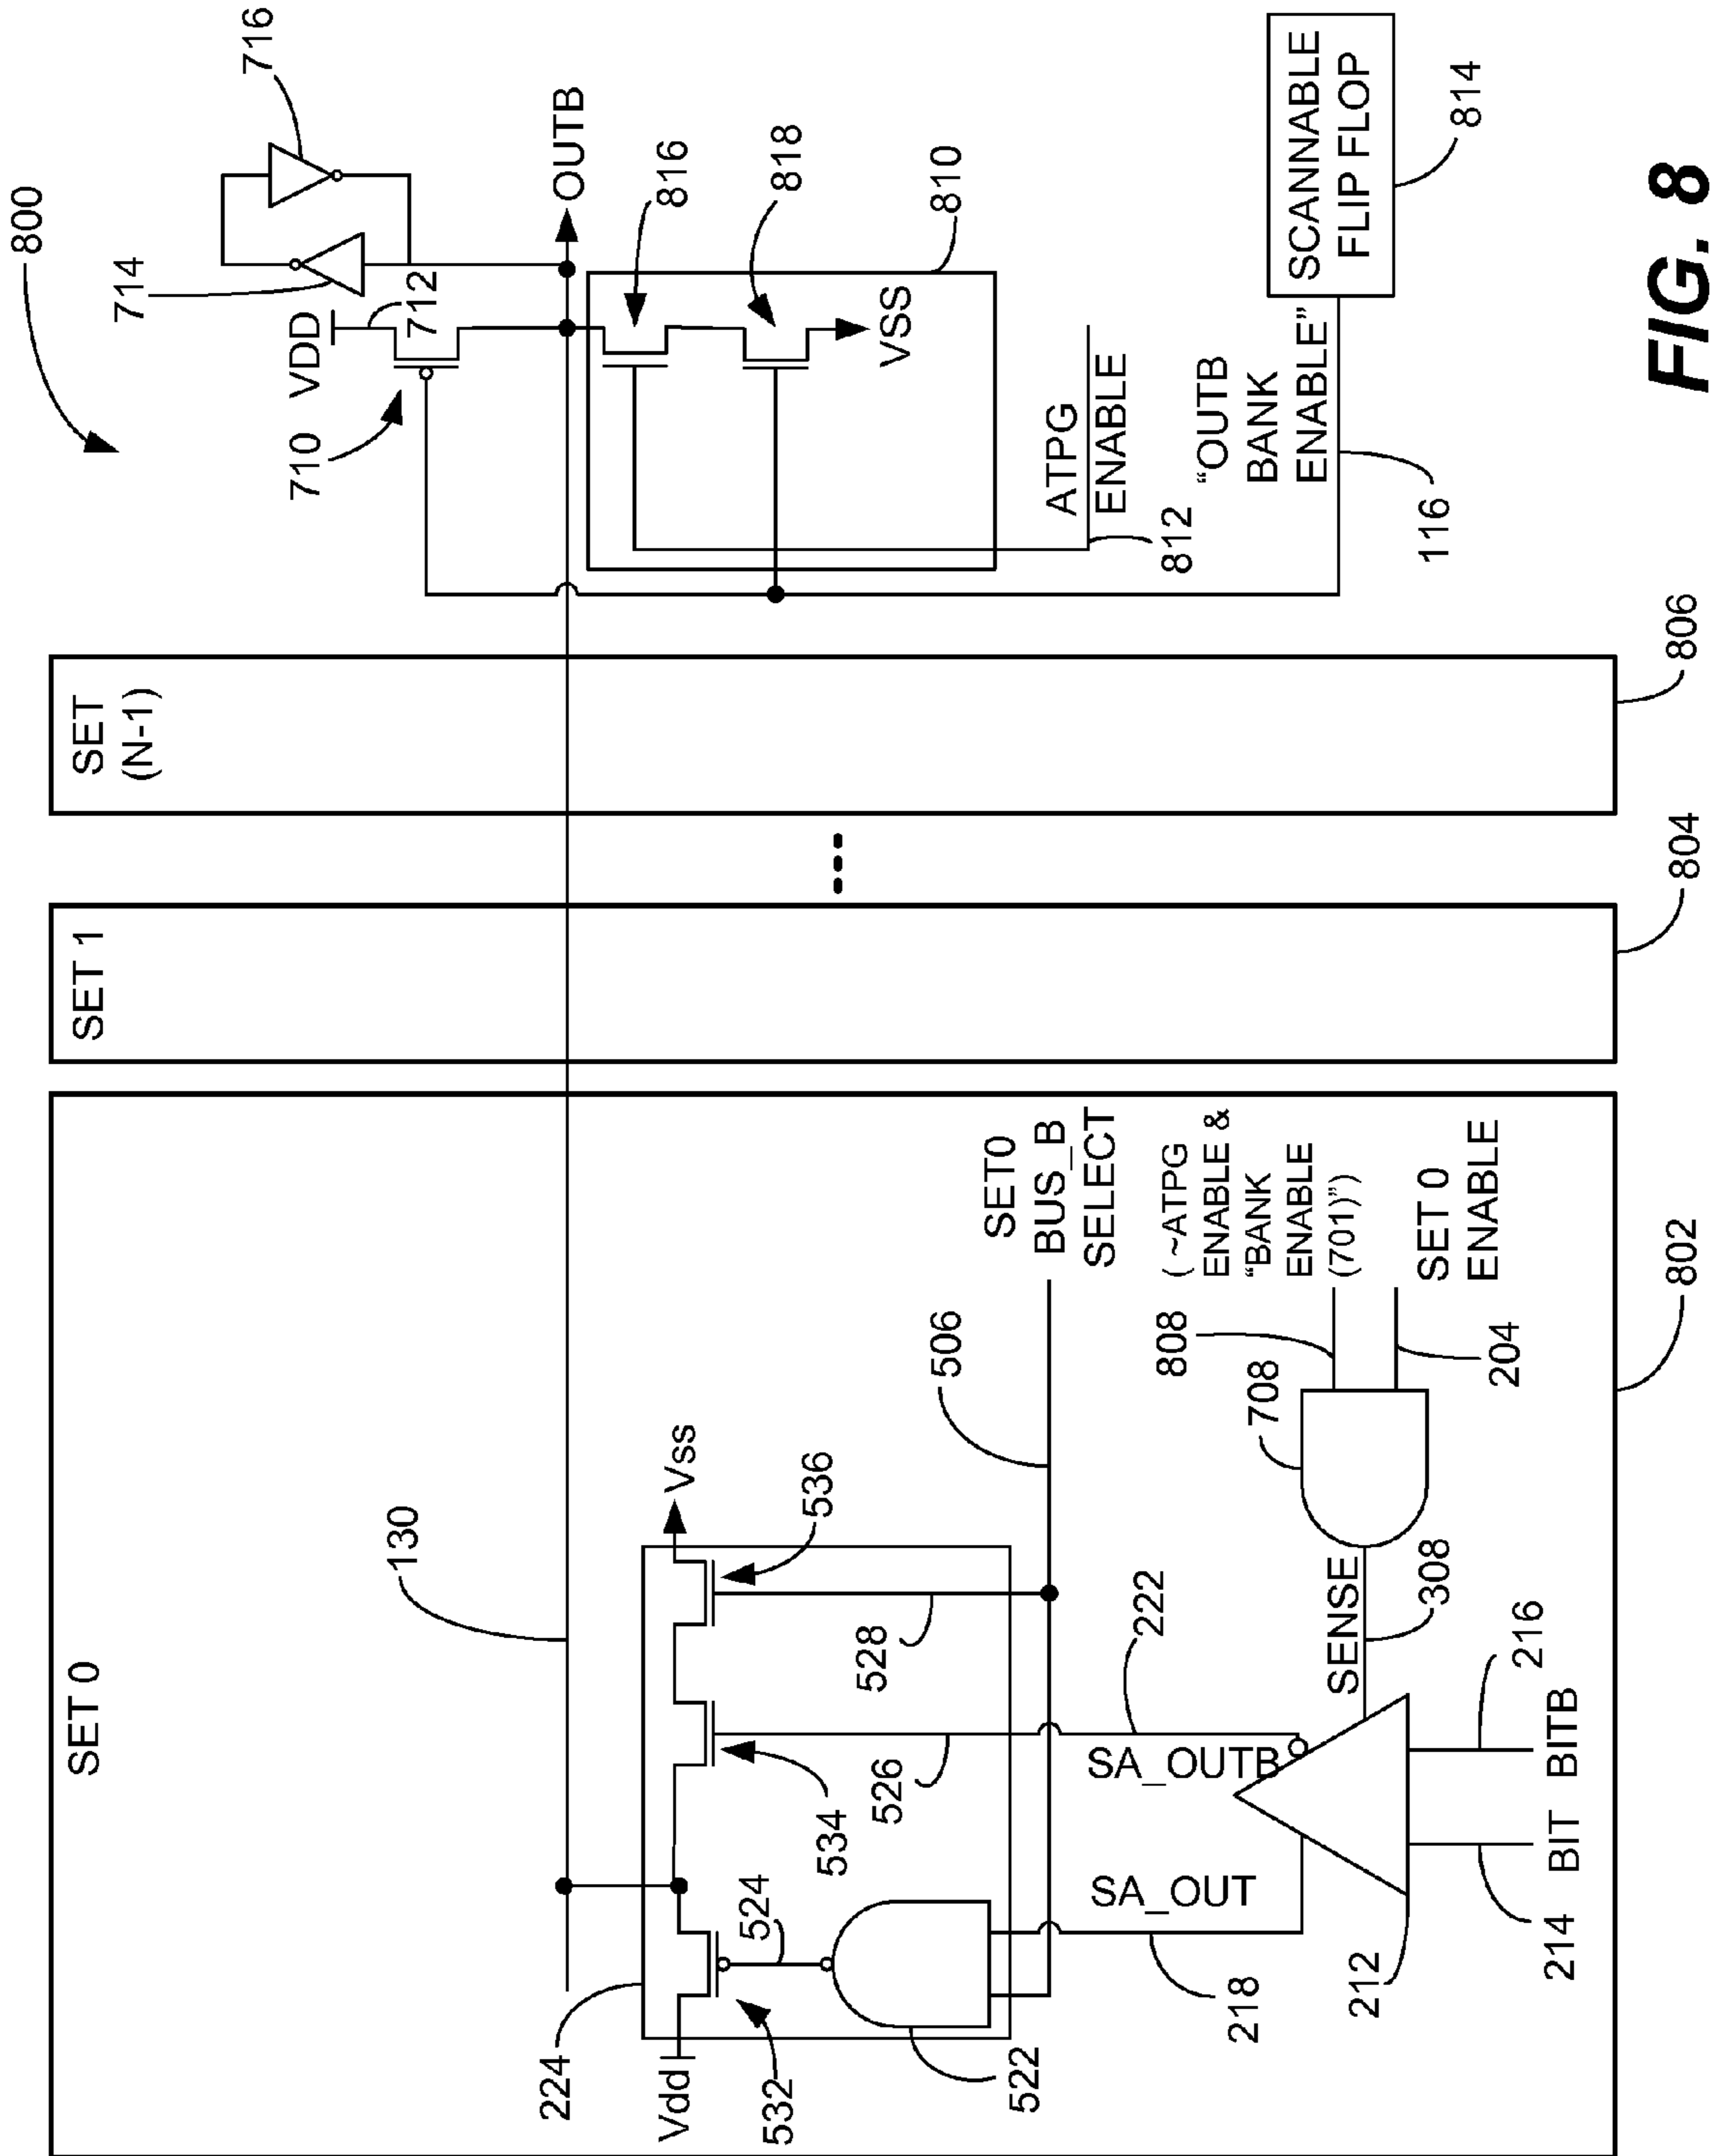 800
SET 0
SET 1
SET
(N-1)
714
716
710
VDD
712
OUTB
816
818
810
VSS
ATPG
ENABLE
812
"OUTB
BANK
ENABLE"
116
SCANNABLE
FLIP FLOP
814
130
224
Vdd
532
524
522
534
526
536
Vss
528
506
SET0
BUS_B
SELECT
218
SA_OUT
SA_OUTB
222
212
214
BIT
BITB
216
SENSE
308
708
808
( ~ATPG
ENABLE &
"BANK
ENABLE
(701)")
SET 0
ENABLE
204
802
804
806
FIG. 8